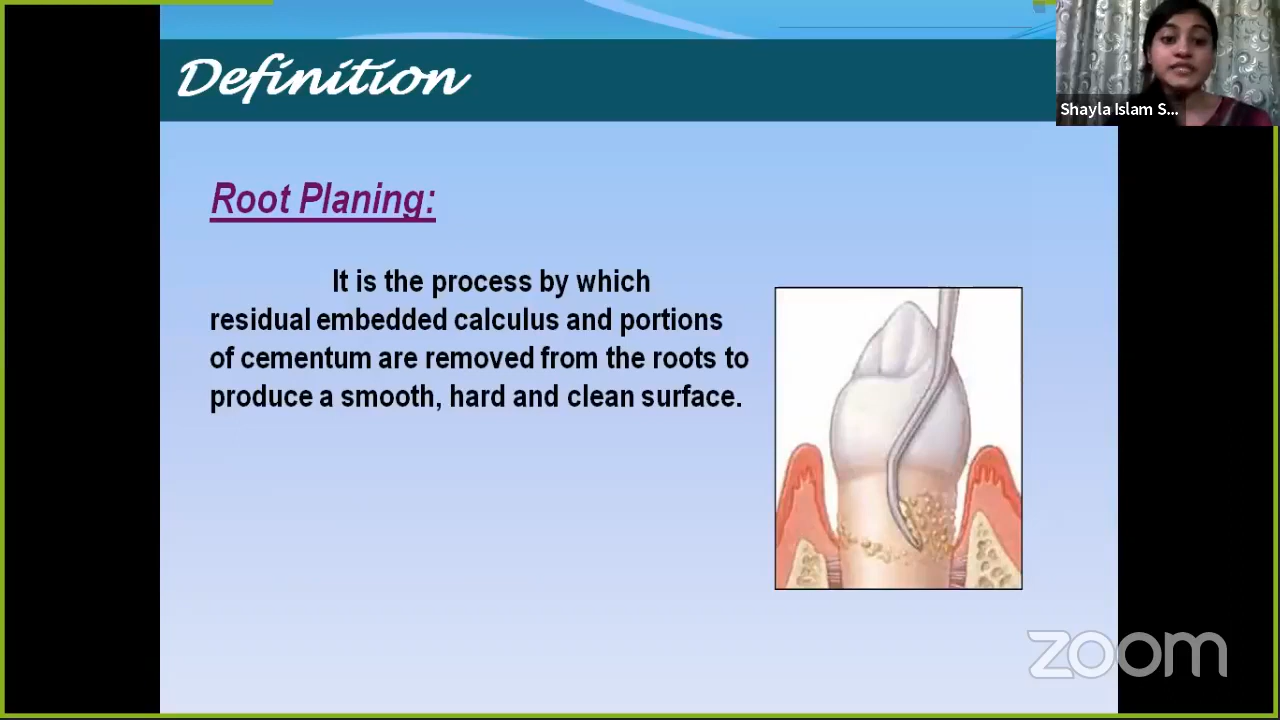 Definition
Shayla Islam S...
Root Planing:
It is the process by which
residual embedded calculus and portions
of cementum are removed from the roots to
produce a smooth, hard and clean surface.
zoom